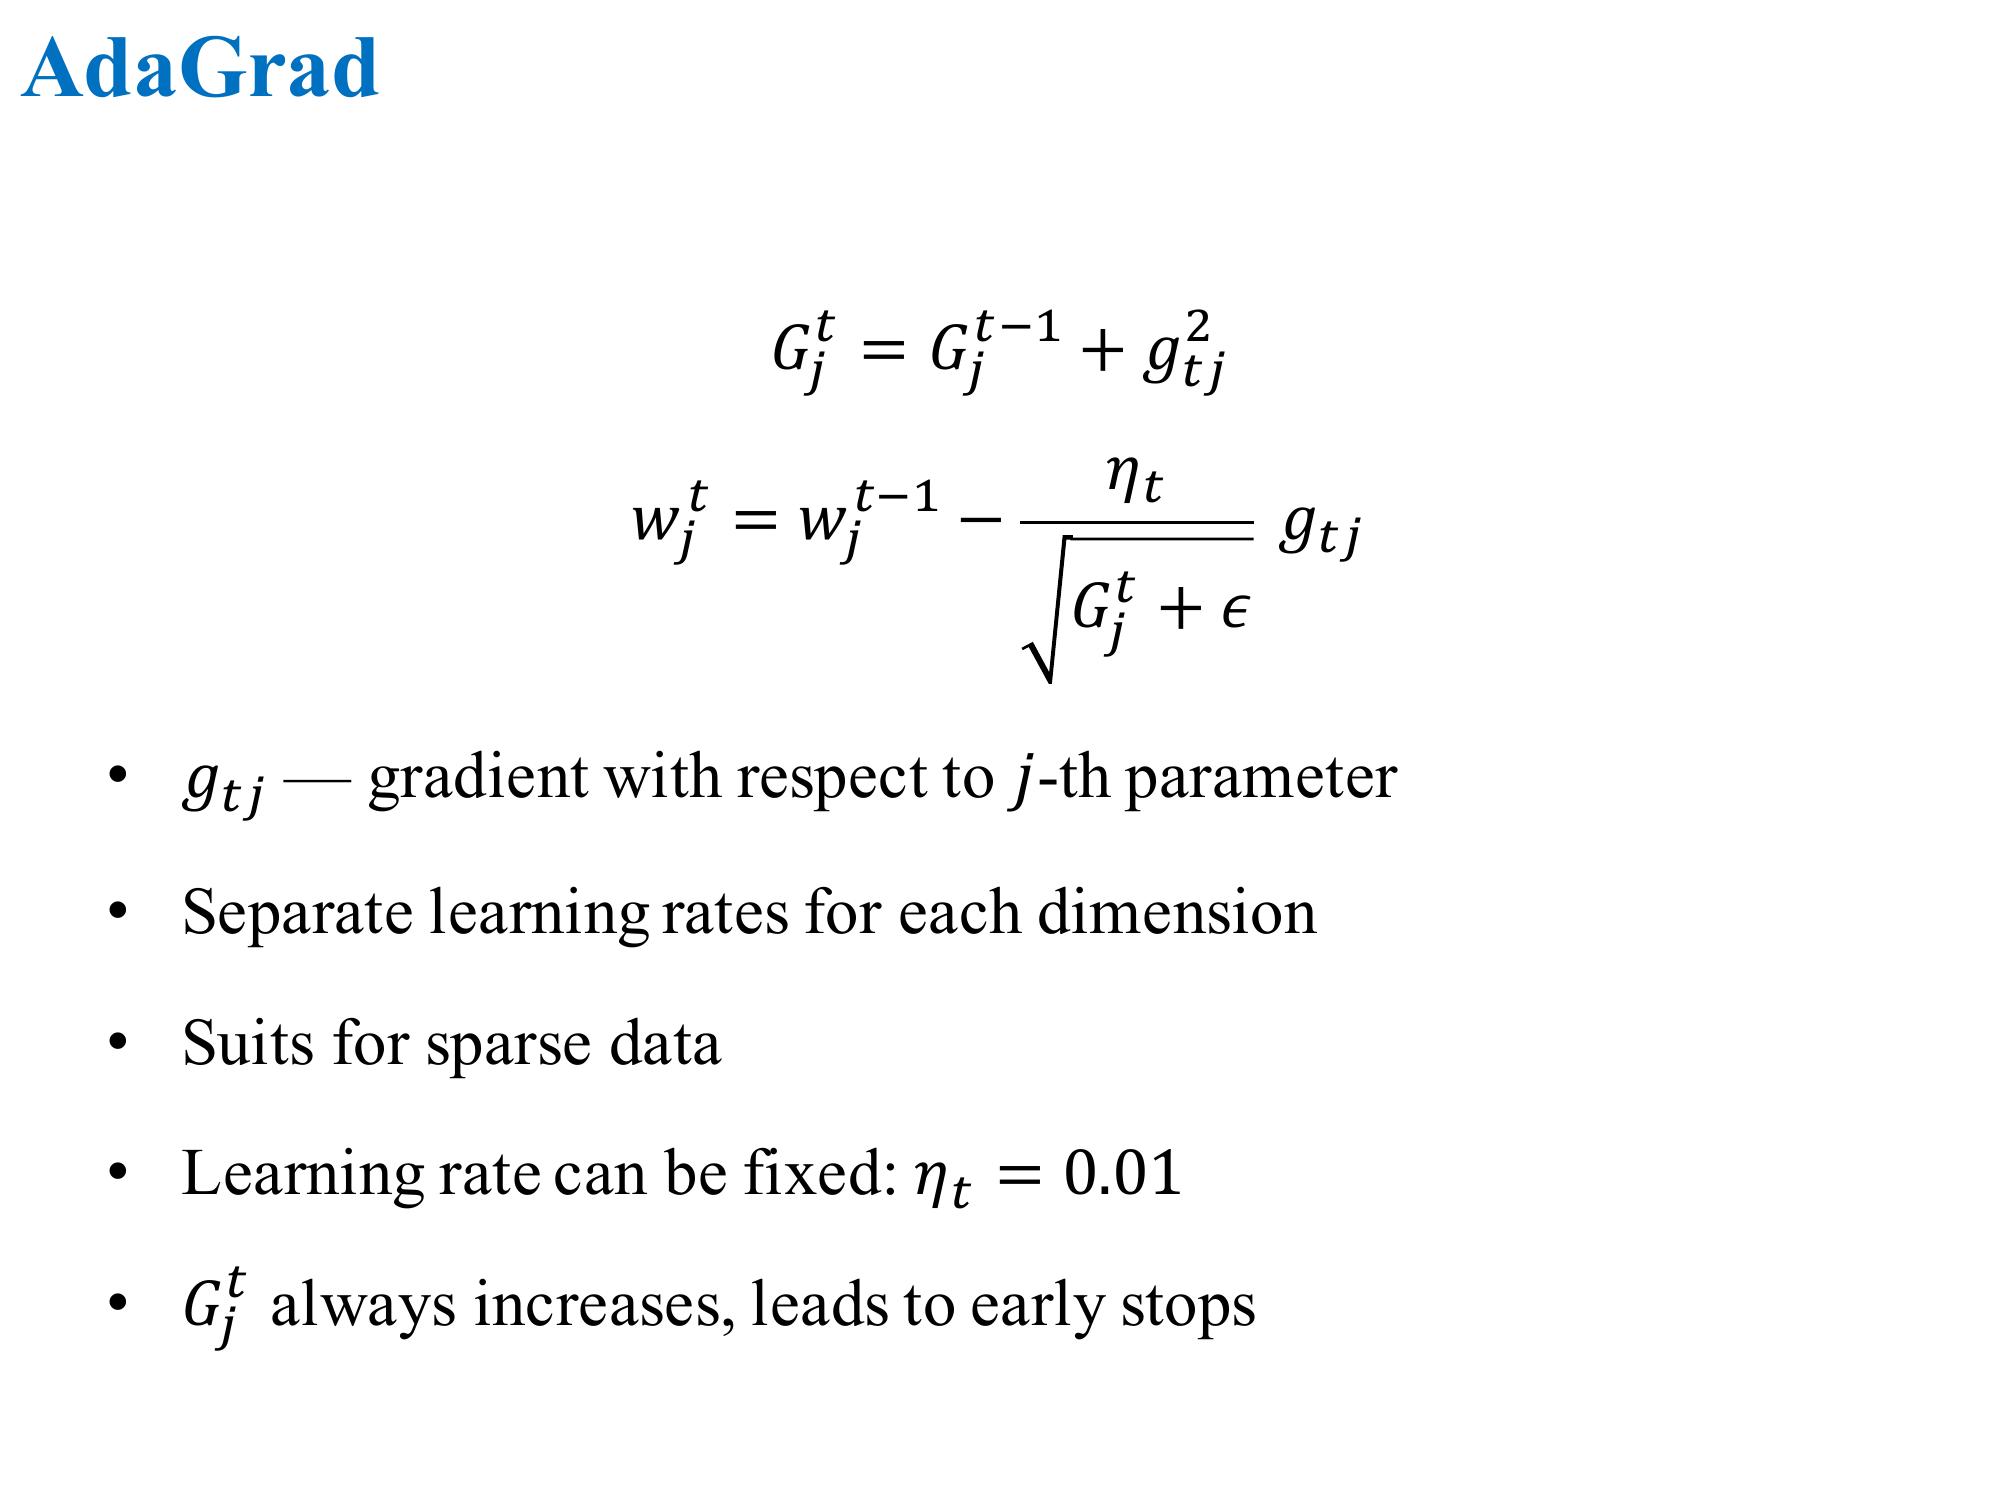 AdaGrad
$G_j^t = G_j^{t-1} + g_{tj}^2$
$w_j^t = w_j^{t-1} - \frac{\eta_t}{\sqrt{G_j^t + \epsilon}} \, g_{tj}$
• $g_{tj}$ — gradient with respect to $j$-th parameter
• Separate learning rates for each dimension
• Suits for sparse data
• Learning rate can be fixed: $\eta_t = 0.01$
• $G_j^t$ always increases, leads to early stops